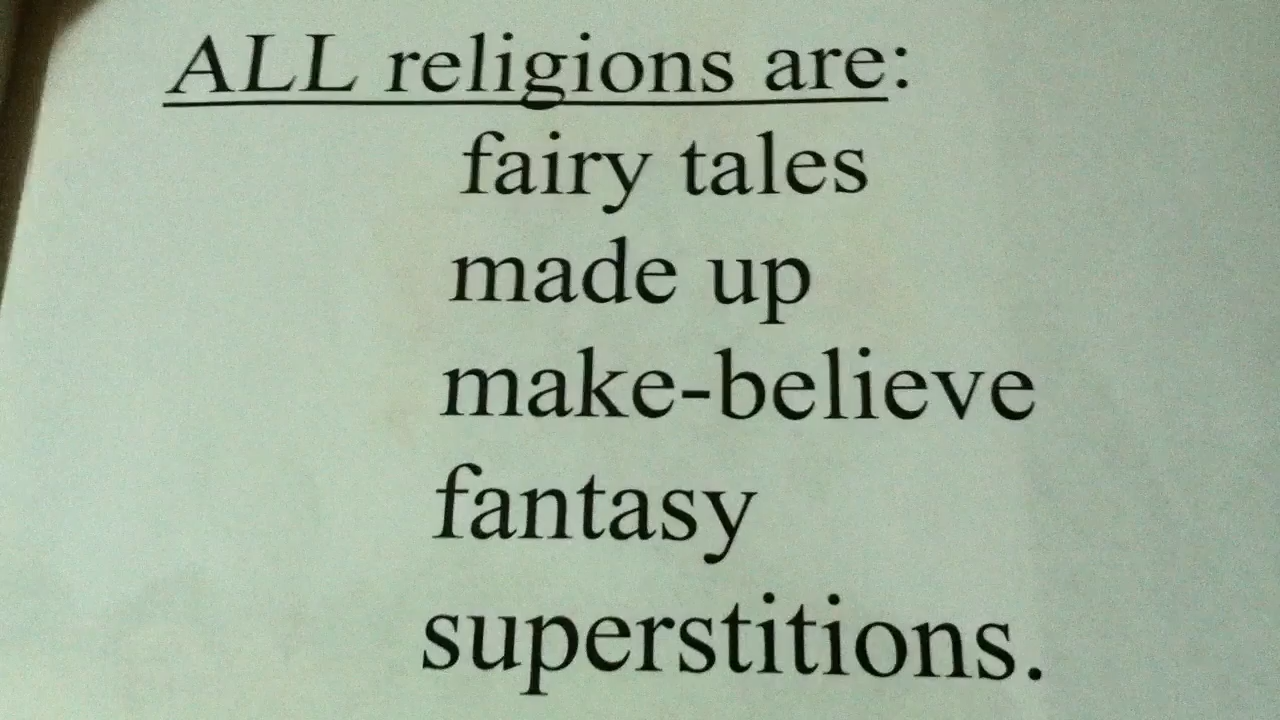 ALL religions are:
fairy tales
made up
make-believe
fantasy
superstitions.